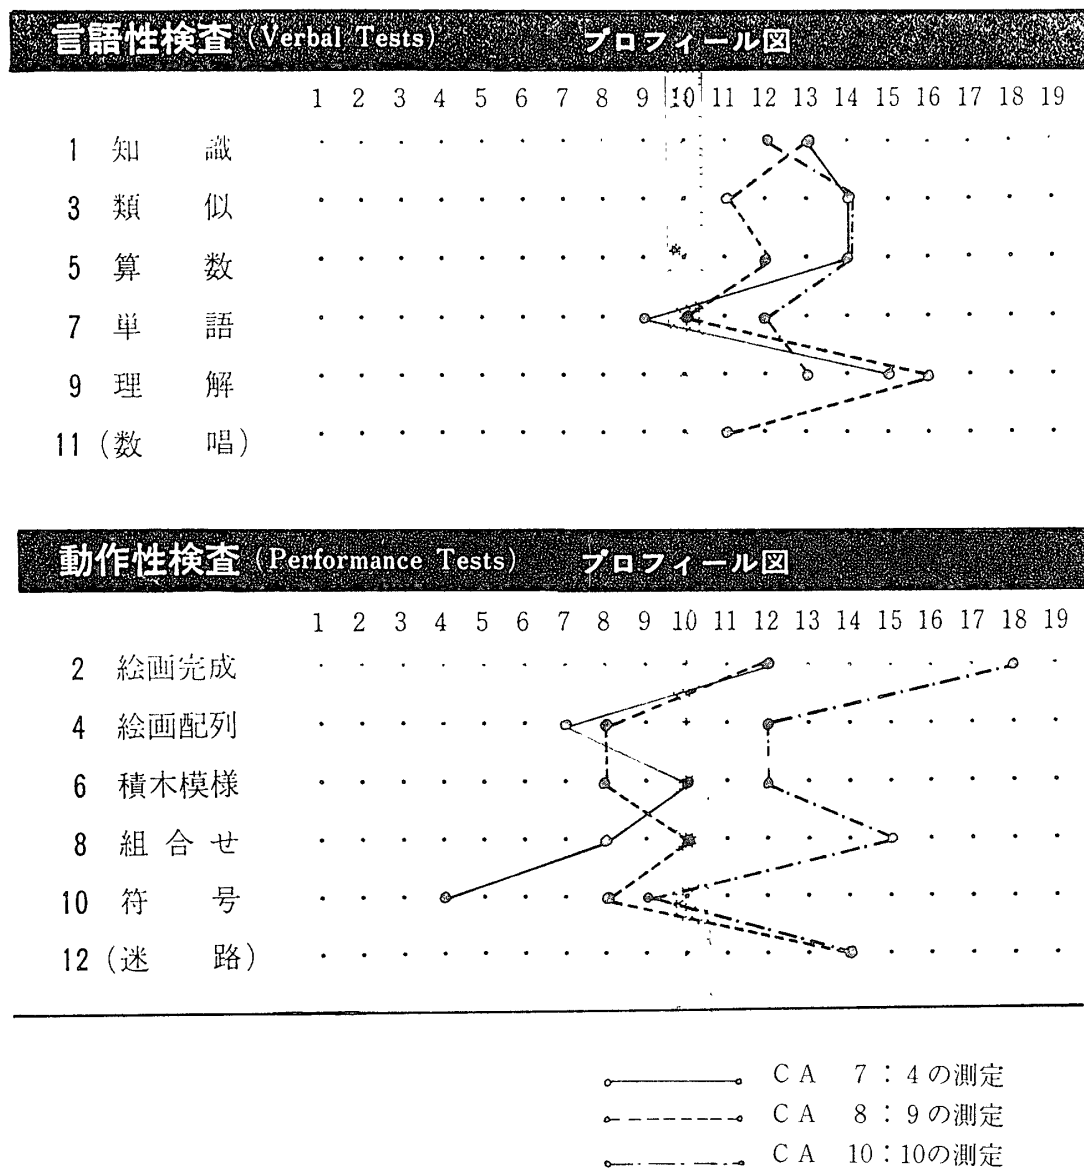 言語性検査 (Verbal Tests) プロフィール図
1 2 3 4 5 6 7 8 9 10 11 12 13 14 15 16 17 18 19
1 知 識
3 類 似
5 算 数
7 単 語
9 理 解
11 (数 唱)
動作性検査 (Performance Tests) プロフィール図
1 2 3 4 5 6 7 8 9 10 11 12 13 14 15 16 17 18 19
2 絵画完成
4 絵画配列
6 積木模様
8 組合せ
10 符 号
12 (迷 路)
CA 7:4の測定
CA 8:9の測定
CA 10:10の測定